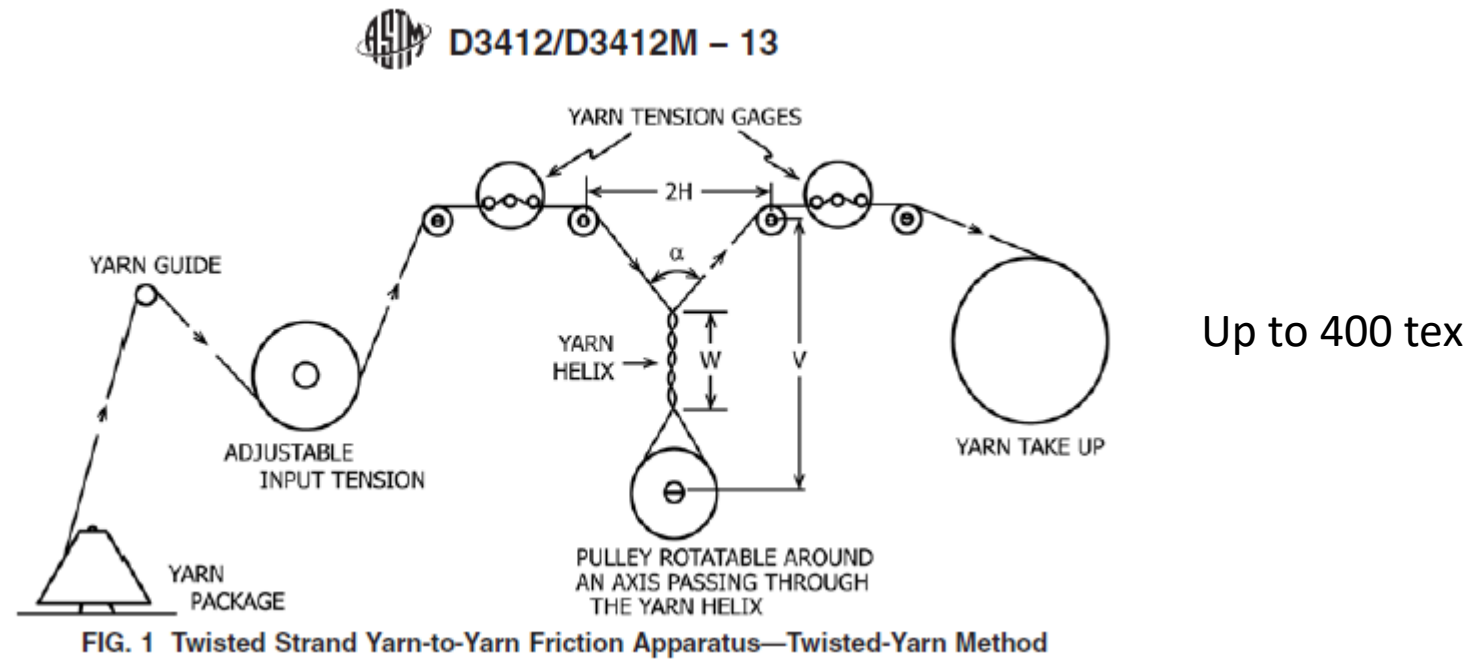 ASTM D3412/D3412M – 13
YARN TENSION GAGES
2H
α
YARN GUIDE
YARN
HELIX
W
V
Up to 400 tex
ADJUSTABLE
INPUT TENSION
YARN TAKE UP
YARN
PACKAGE
PULLEY ROTATABLE AROUND
AN AXIS PASSING THROUGH
THE YARN HELIX
FIG. 1 Twisted Strand Yarn-to-Yarn Friction Apparatus—Twisted-Yarn Method